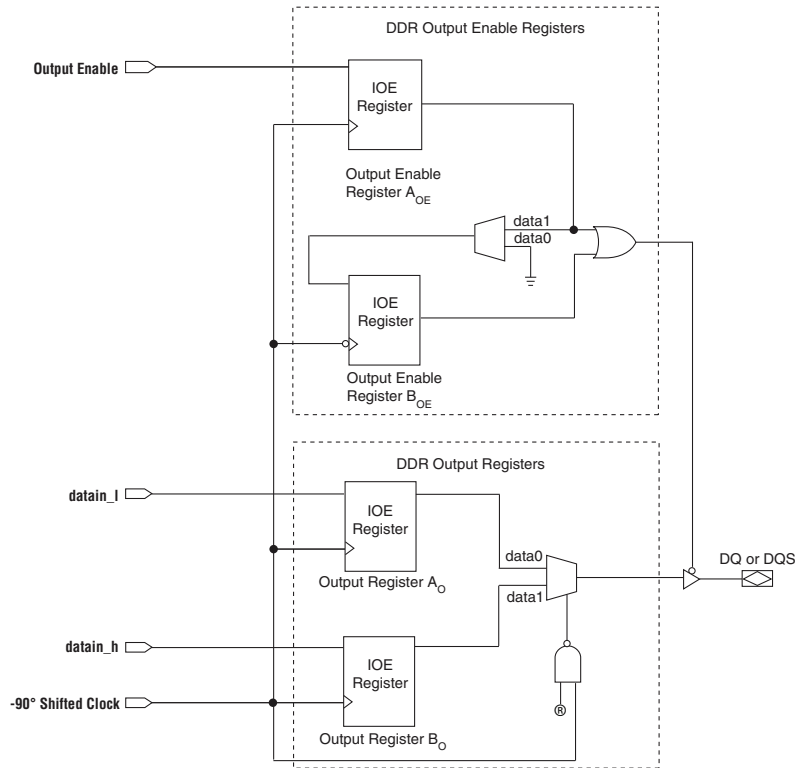 DDR Output Enable Registers
Output Enable
IOE
Register
Output Enable
Register A_OE
data1
data0
IOE
Register
Output Enable
Register B_OE
DDR Output Registers
datain_l
IOE
Register
data0
DQ or DQS
Output Register A_O
data1
datain_h
IOE
Register
-90° Shifted Clock
®
Output Register B_O